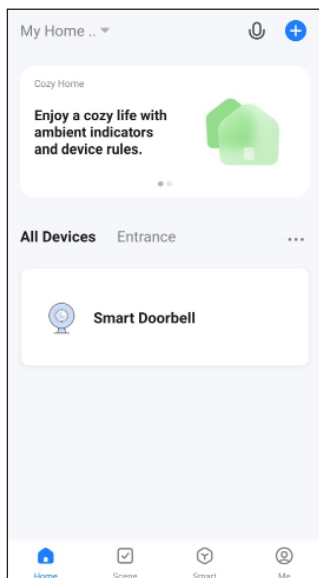 My Home ..
Cozy Home
Enjoy a cozy life with
ambient indicators
and device rules.
All Devices Entrance
Smart Doorbell
Home Scene Smart Me